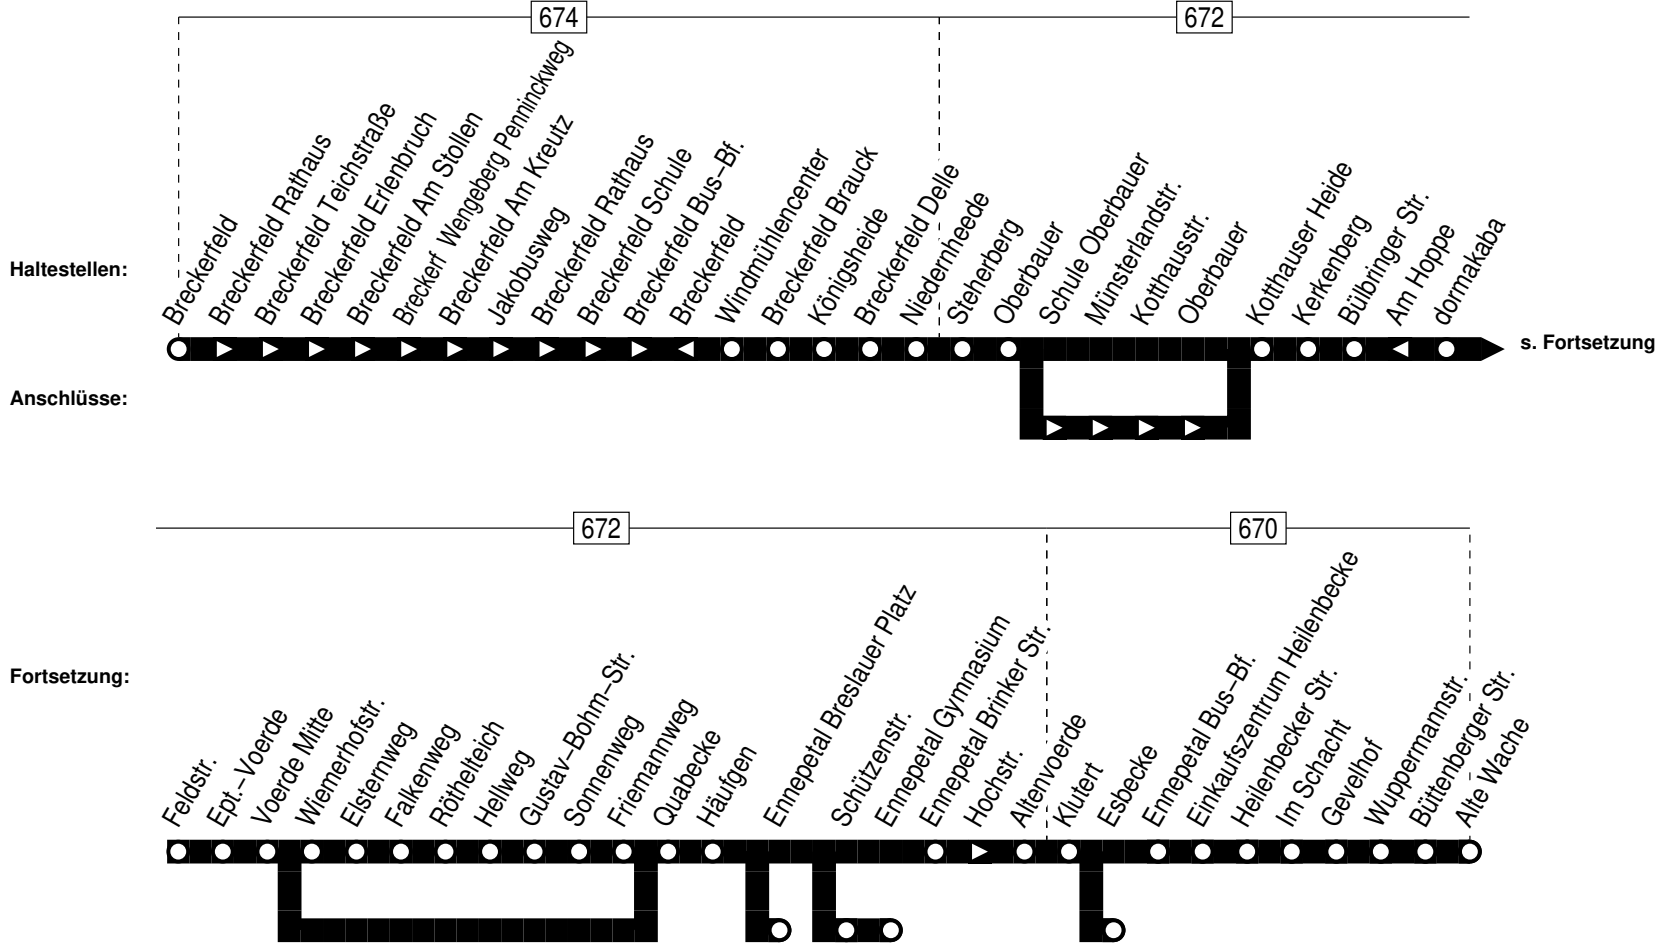 674
672
Haltestellen:
Breckerfeld
Breckerfeld Rathaus
Breckerfeld Teichstraße
Breckerfeld Erlenbruch
Breckerfeld Am Stollen
Breckerf Wengeberg Penninckweg
Breckerfeld Am Kreutz
Jakobusweg
Breckerfeld Rathaus
Breckerfeld Schule
Breckerfeld Bus–Bf.
Breckerfeld
Windmühlencenter
Breckerfeld Brauck
Königsheide
Breckerfeld Delle
Niedernheede
Steherberg
Oberbauer
Schule Oberbauer
Münsterlandstr.
Kotthausstr.
Oberbauer
Kotthauser Heide
Kerkenberg
Bülbringer Str.
Am Hoppe
dormakaba
s. Fortsetzung
Anschlüsse:
672
670
Fortsetzung:
Feldstr.
Ept.–Voerde
Voerde Mitte
Wiemerhofstr.
Elsternweg
Falkenweg
Röthelteich
Hellweg
Gustav–Bohm–Str.
Sonnenweg
Friemannweg
Quabecke
Häufgen
Ennepetal Breslauer Platz
Schützenstr.
Ennepetal Gymnasium
Ennepetal Brinker Str.
Hochstr.
Altenvoerde
Klutert
Esbecke
Ennepetal Bus–Bf.
Einkaufszentrum Heilenbecke
Heilenbecker Str.
Im Schacht
Gevelhof
Wuppermannstr.
Büttenberger Str.
Alte Wache